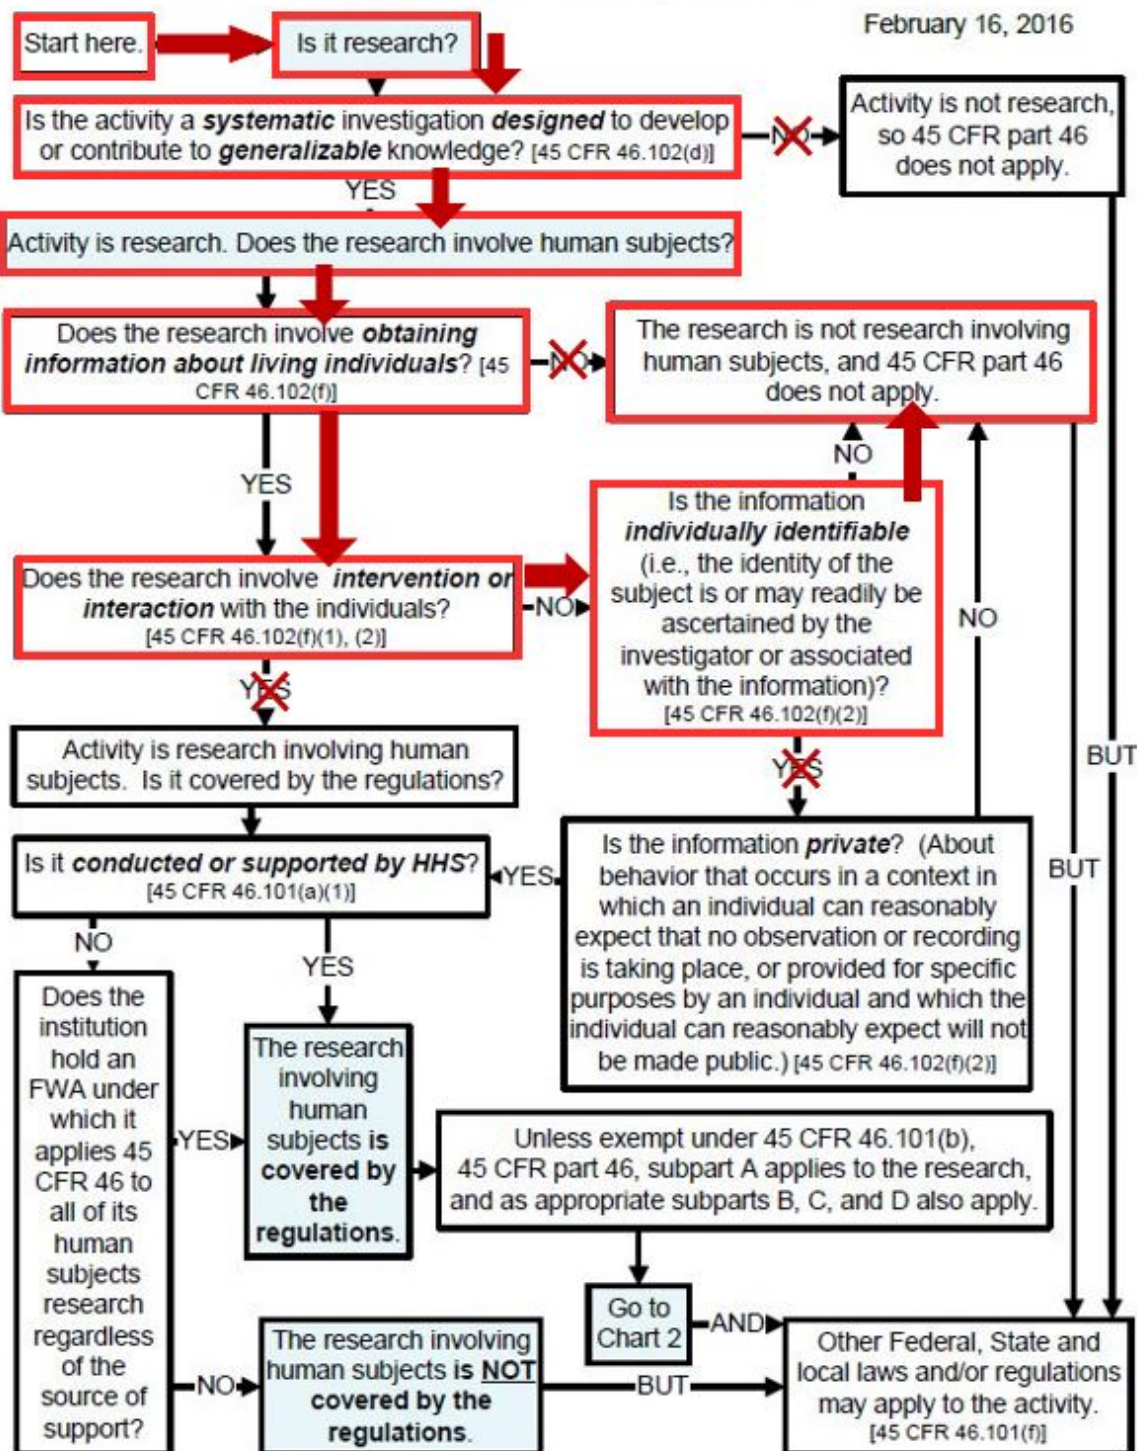 February 16, 2016
Start here.
Is it research?
Is the activity a systematic investigation designed to develop
or contribute to generalizable knowledge? [45 CFR 46.102(d)]
NO
Activity is not research,
so 45 CFR part 46
does not apply.
YES
Activity is research. Does the research involve human subjects?
Does the research involve obtaining
information about living individuals? [45
CFR 46.102(f)]
NO
The research is not research involving
human subjects, and 45 CFR part 46
does not apply.
YES
NO
Is the information
individually identifiable
(i.e., the identity of the
subject is or may readily be
ascertained by the
investigator or associated
with the information)?
[45 CFR 46.102(f)(2)]
NO
Does the research involve intervention or
interaction with the individuals?
[45 CFR 46.102(f)(1), (2)]
NO
YES
YES
BUT
Activity is research involving human
subjects. Is it covered by the regulations?
Is it conducted or supported by HHS?
[45 CFR 46.101(a)(1)]
YES
Is the information private? (About
behavior that occurs in a context in
which an individual can reasonably
expect that no observation or recording
is taking place, or provided for specific
purposes by an individual and which the
individual can reasonably expect will not
be made public.) [45 CFR 46.102(f)(2)]
BUT
NO
YES
Does the
institution
hold an
FWA under
which it
applies 45
CFR 46 to
all of its
human
subjects
research
regardless
of the
source of
support?
YES
The research
involving
human
subjects is
covered by
the
regulations.
Unless exempt under 45 CFR 46.101(b),
45 CFR part 46, subpart A applies to the research,
and as appropriate subparts B, C, and D also apply.
Go to
Chart 2
AND
NO
The research involving
human subjects is NOT
covered by the
regulations.
BUT
Other Federal, State and
local laws and/or regulations
may apply to the activity.
[45 CFR 46.101(f)]